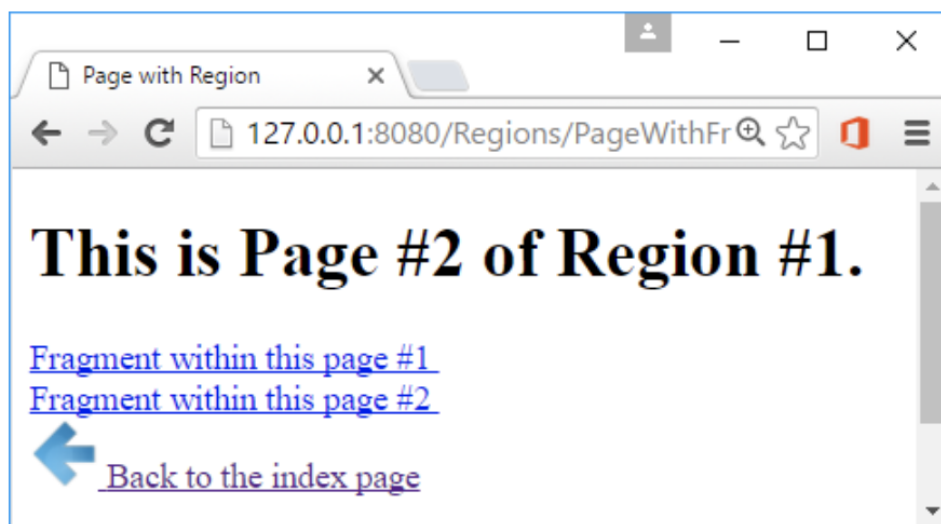 Page with Region
127.0.0.1:8080/Regions/PageWithFr
This is Page #2 of Region #1.
Fragment within this page #1
Fragment within this page #2
Back to the index page